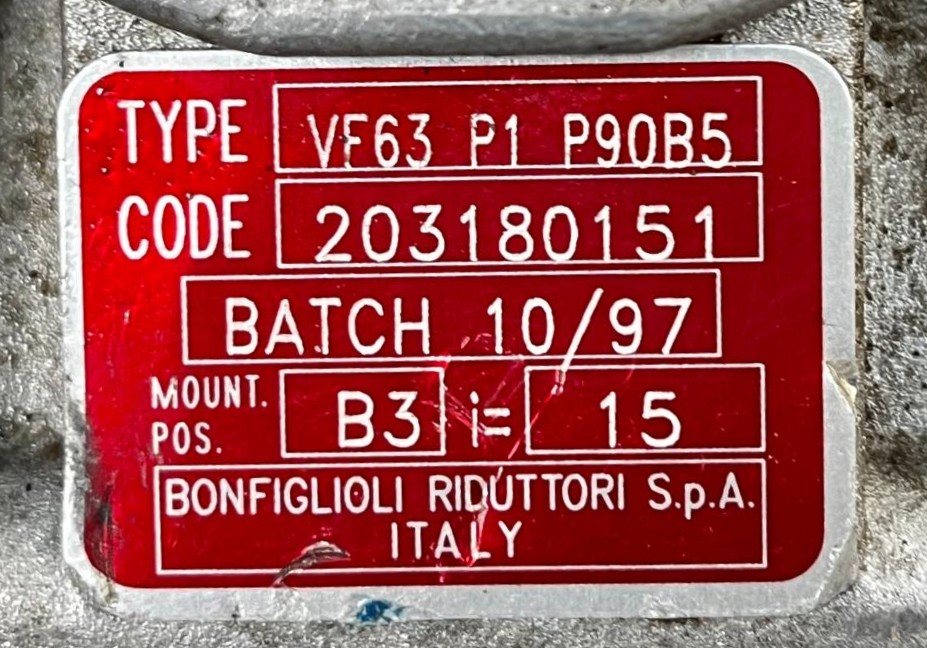 TYPE VF63 P1 P90B5
CODE 203180151
BATCH 10/97
MOUNT. POS. B3 i= 15
BONFIGLIOLI RIDUTTORI S.p.A.
ITALY